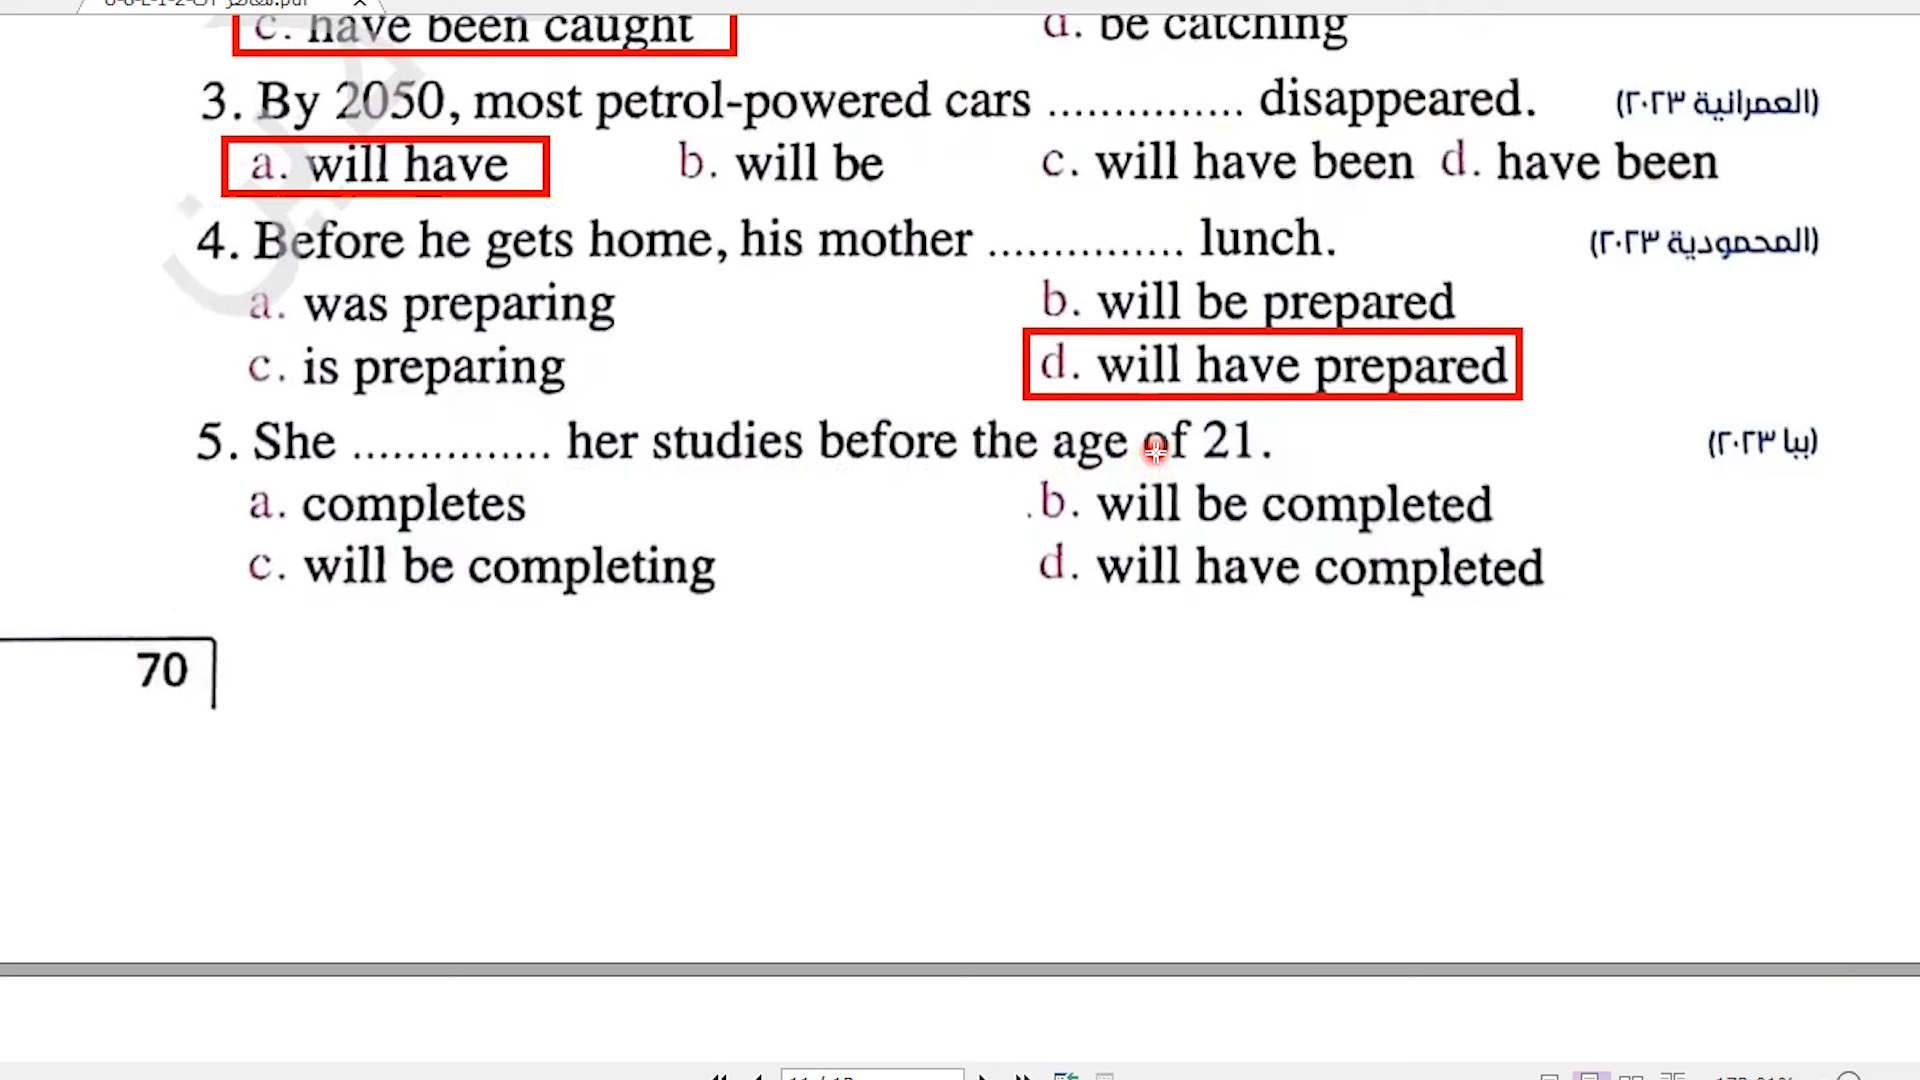 c. have been caught d. be catching
3. By 2050, most petrol-powered cars ............... disappeared. (العمرانية ٢٠٢٣)
a. will have b. will be c. will have been d. have been
4. Before he gets home, his mother ............... lunch. (المحمودية ٢٠٢٣)
a. was preparing b. will be prepared
c. is preparing d. will have prepared
5. She ............... her studies before the age of 21. (ببا ٢٠٢٣)
a. completes b. will be completed
c. will be completing d. will have completed
70